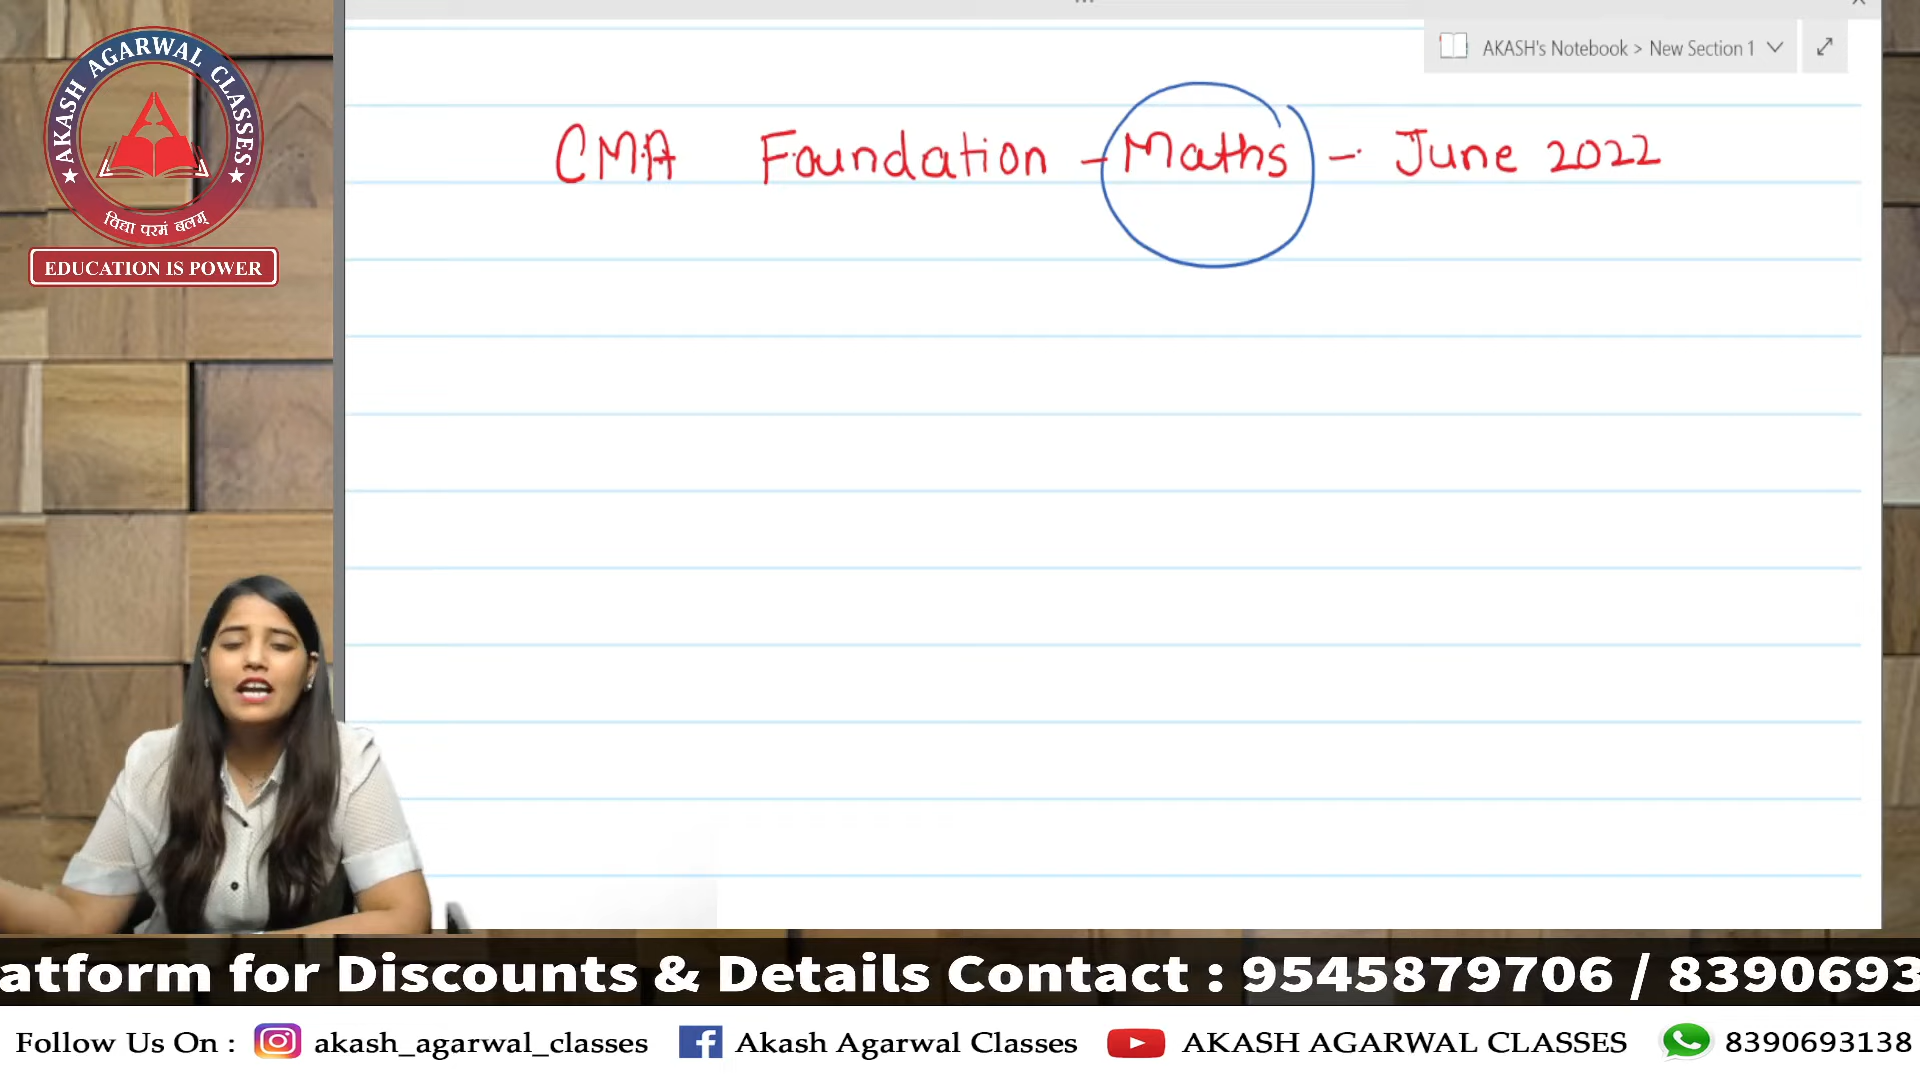 AKASH AGARWAL CLASSES
विद्या परमं बलम्
EDUCATION IS POWER
AKASH's Notebook > New Section 1
CMA Foundation - Maths - June 2022
atform for Discounts & Details Contact : 9545879706 / 8390693
Follow Us On : akash_agarwal_classes Akash Agarwal Classes AKASH AGARWAL CLASSES 8390693138